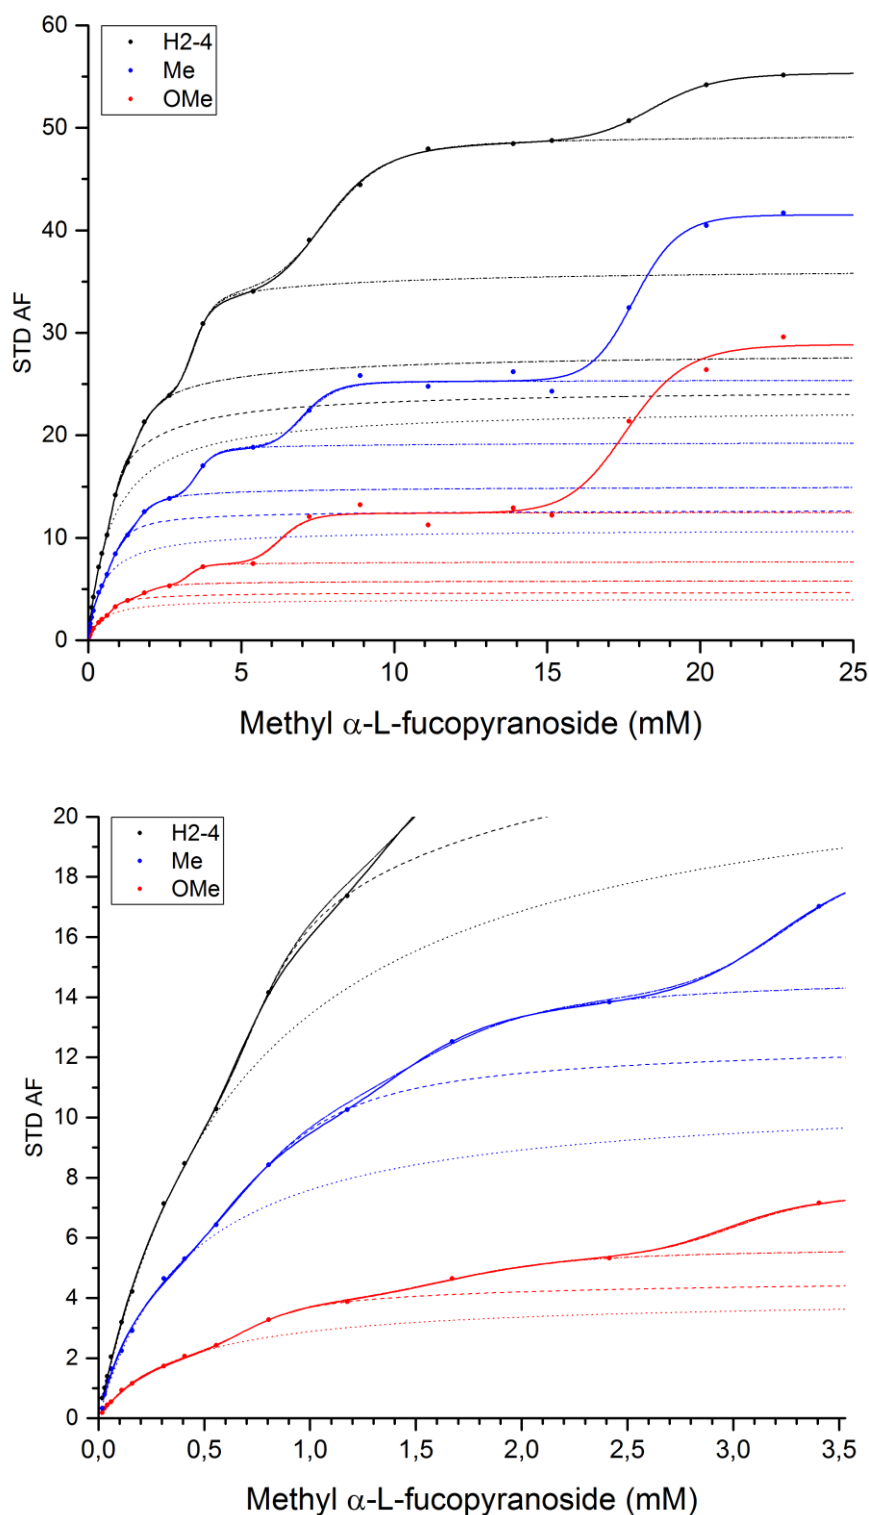 60
50
40
30
20
10
0
STD AF
H2-4
Me
OMe
0 5 10 15 20 25
Methyl α-L-fucopyranoside (mM)
20
18
16
14
12
10
8
6
4
2
0
STD AF
H2-4
Me
OMe
0,0 0,5 1,0 1,5 2,0 2,5 3,0 3,5
Methyl α-L-fucopyranoside (mM)